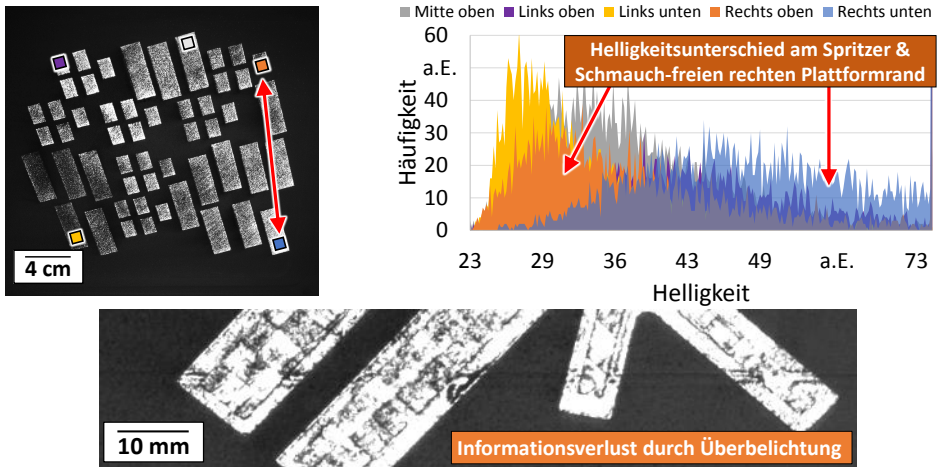 4 cm
Mitte oben Links oben Links unten Rechts oben Rechts unten
60
a.E.
40
30
20
10
0
Häufigkeit
Helligkeitsunterschied am Spritzer &
Schmauch-freien rechten Plattformrand
23 29 36 43 49 a.E. 73
Helligkeit
10 mm
Informationsverlust durch Überbelichtung